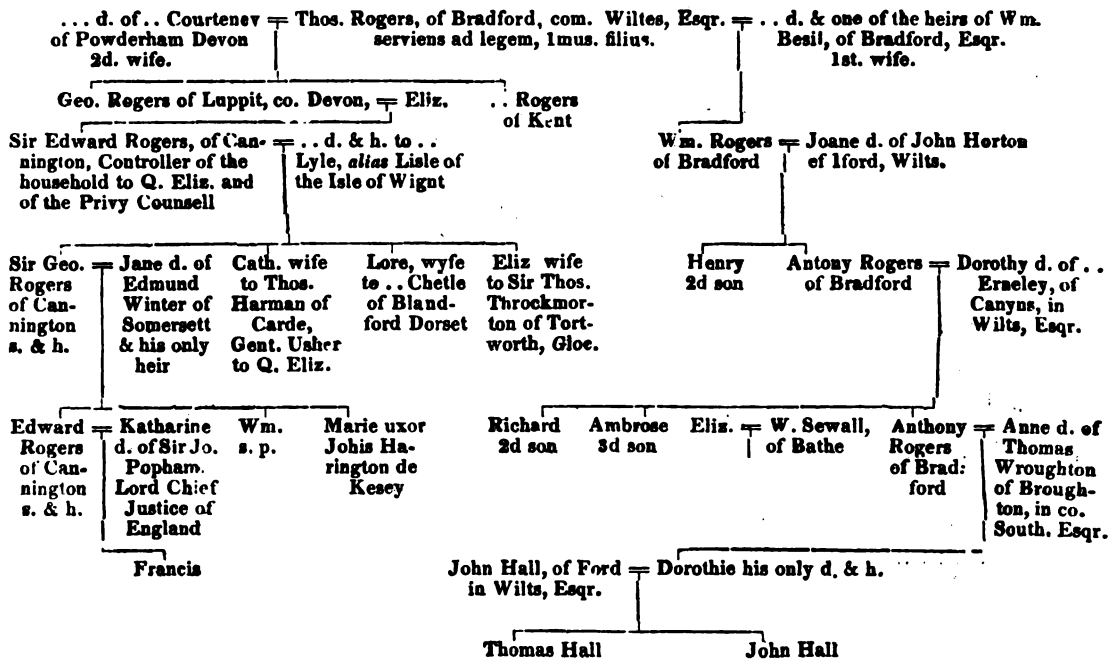 . . . d. of . . Courtenev = Thos. Rogers, of Bradford, com. Wiltes, Esqr. = . . d. & one of the heirs of Wm.
of Powderham Devon
2d. wife.
serviens ad legem, 1mus. filius.
Besil, of Bradford, Esqr.
1st. wife.
Geo. Rogers of Luppit, co. Devon, = Eliz.
. . Rogers
of Kent
Sir Edward Rogers, of Can-
nington, Controller of the
household to Q. Eliz. and
of the Privy Counsell
= . . d. & h. to . .
Lyle, alias Lisle of
the Isle of Wignt
Wm. Rogers
of Bradford
= Joane d. of John Horton
of Iford, Wilts.
Sir Geo.
Rogers
of Can-
nington
s. & h.
= Jane d. of
Edmund
Winter of
Somersett
& his only
heir
Cath. wife
to Thos.
Harman of
Carde,
Gent. Usher
to Q. Eliz.
Lore, wyfe
to . . Chetle
of Bland-
ford Dorset
Eliz wife
to Sir Thos.
Throckmor-
ton of Tort-
worth, Gloe.
Henry
2d son
Antony Rogers
of Bradford
= Dorothy d. of . .
Erneley, of
Canyns, in
Wilts, Esqr.
Edward
Rogers
of Can-
nington
s. & h.
= Katharine
d. of Sir Jo.
Popham.
Lord Chief
Justice of
England
Wm.
s. p.
Marie uxor
Johis Ha-
rington de
Kesey
Richard
2d son
Ambrose
3d son
Eliz. = W. Sewall,
of Bathe
Anthony
Rogers
of Brad:
ford
= Anne d. of
Thomas
Wroughton
of Brough-
ton, in co.
South. Esqr.
Francis
John Hall, of Ford
in Wilts, Esqr.
= Dorothie his only d. & h.
Thomas Hall
John Hall